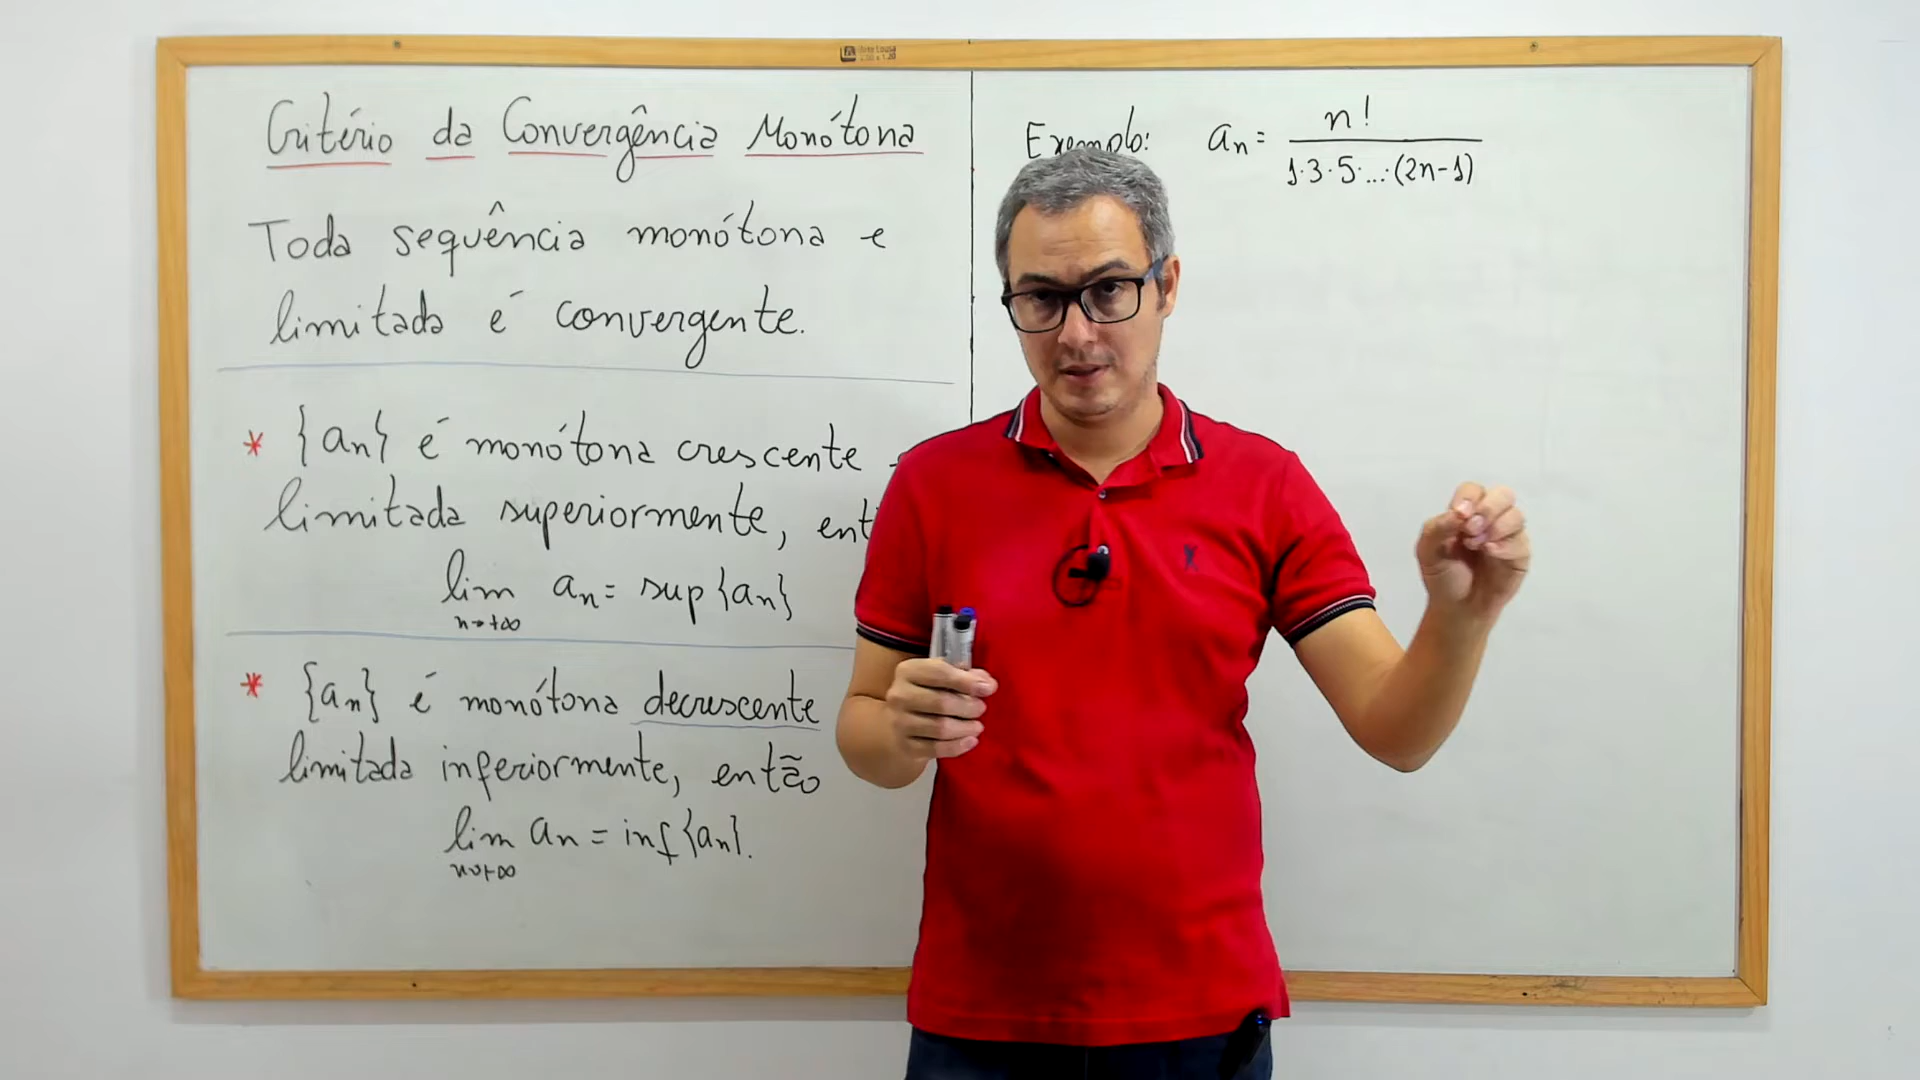 Critério da Convergência Monótona
Toda sequência monótona e
limitada é convergente.
* {an} é monótona crescente
limitada superiormente, ent
lim an = sup{an}
n→+∞
* {an} é monótona decrescente
limitada inferiormente, então
lim an = inf{an}.
n→+∞
Exemplo: an = n!
1·3·5·...·(2n-1)